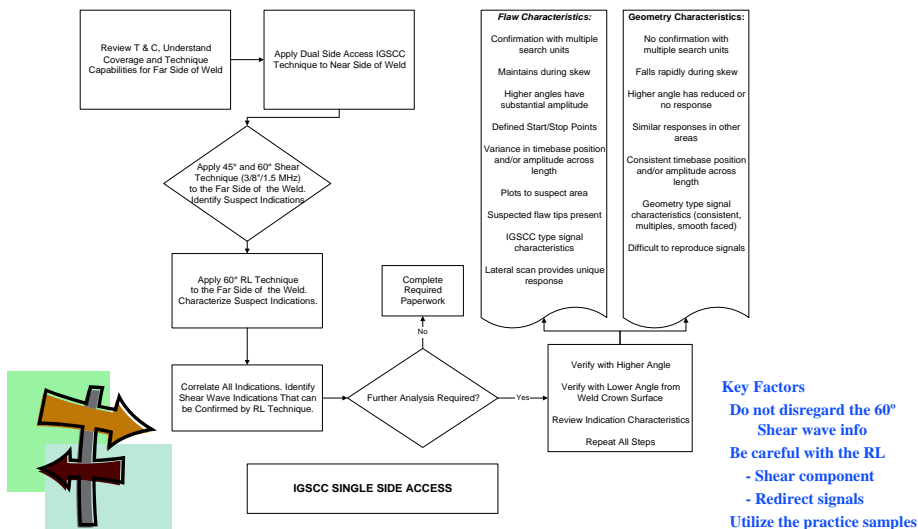 Review T & C, Understand
Coverage and Technique
Capabilities for Far Side of Weld
Apply Dual Side Access IGSCC
Technique to Near Side of Weld
Apply 45° and 60° Shear
Technique (3/8"/1.5 MHz)
to the Far Side of the Weld.
Identify Suspect Indications
Apply 60° RL Technique
to the Far Side of the Weld.
Characterize Suspect Indications.
Correlate All Indications. Identify
Shear Wave Indications That can
be Confirmed by RL Technique.
Further Analysis Required?
No
Complete
Required
Paperwork
Yes
Verify with Higher Angle
Verify with Lower Angle from
Weld Crown Surface
Review Indication Characteristics
Repeat All Steps
Flaw Characteristics:
Confirmation with multiple
search units
Maintains during skew
Higher angles have
substantial amplitude
Defined Start/Stop Points
Variance in timebase position
and/or amplitude across
length
Plots to suspect area
Suspected flaw tips present
IGSCC type signal
characteristics
Lateral scan provides unique
response
Geometry Characteristics:
No confirmation with
multiple search units
Falls rapidly during skew
Higher angle has reduced or
no response
Similar responses in other
areas
Consistent timebase position
and/or amplitude across
length
Geometry type signal
characteristics (consistent,
multiples, smooth faced)
Difficult to reproduce signals
IGSCC SINGLE SIDE ACCESS
Key Factors
Do not disregard the 60°
Shear wave info
Be careful with the RL
- Shear component
- Redirect signals
Utilize the practice samples